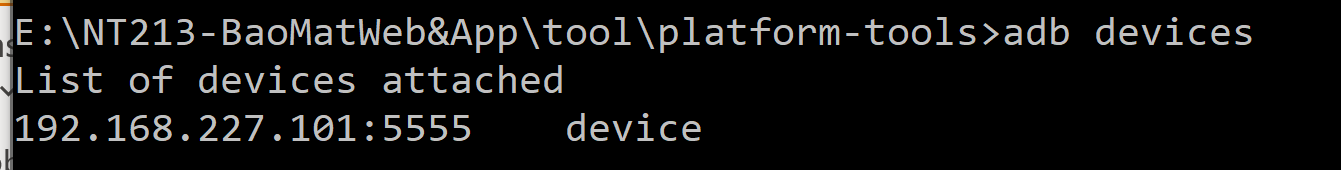 E:\NT213-BaoMatWeb&App\tool\platform-tools>adb devices
List of devices attached
192.168.227.101:5555    device